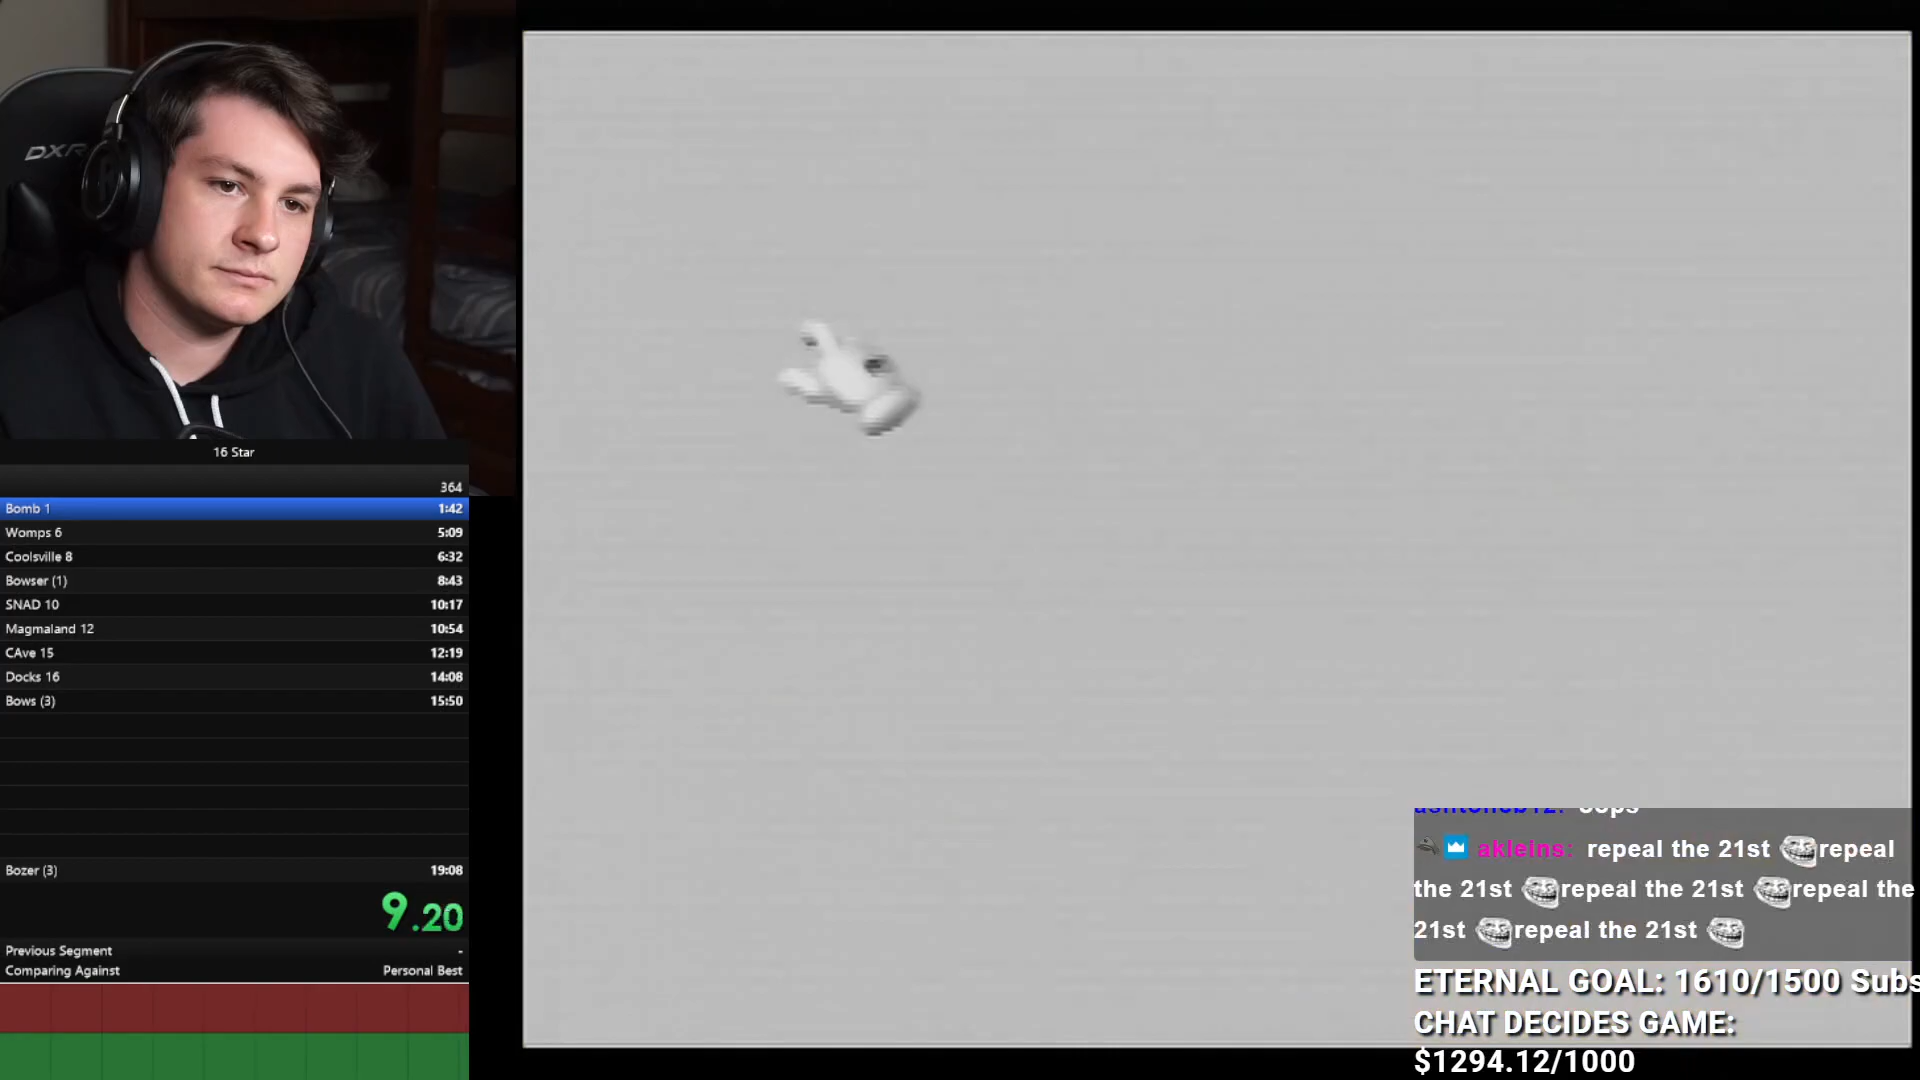 DXR
16 Star
364
Bomb 1 1:42
Womps 6 5:09
Coolsville 8 6:32
Bowser (1) 8:43
SNAD 10 10:17
Magmaland 12 10:54
CAve 15 12:19
Docks 16 14:08
Bows (3) 15:50
Bozer (3) 19:08
9.20
Previous Segment -
Comparing Against Personal Best
akleins: repeal the 21st repeal
the 21st repeal the 21st repeal the
21st repeal the 21st
ETERNAL GOAL: 1610/1500 Subs
CHAT DECIDES GAME:
$1294.12/1000